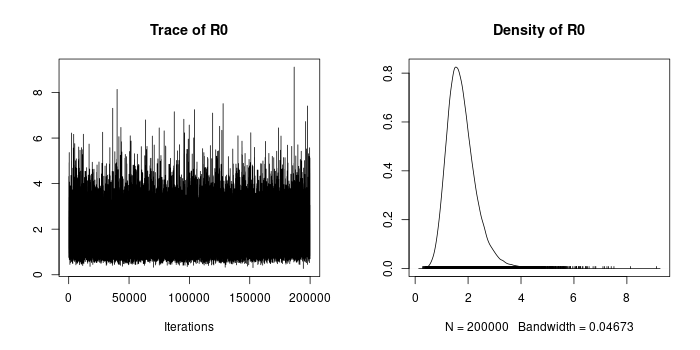 Trace of R0
8
6
4
2
0
0 50000 100000 150000 200000
Iterations
Density of R0
0.8
0.6
0.4
0.2
0.0
0 2 4 6 8
N = 200000 Bandwidth = 0.04673